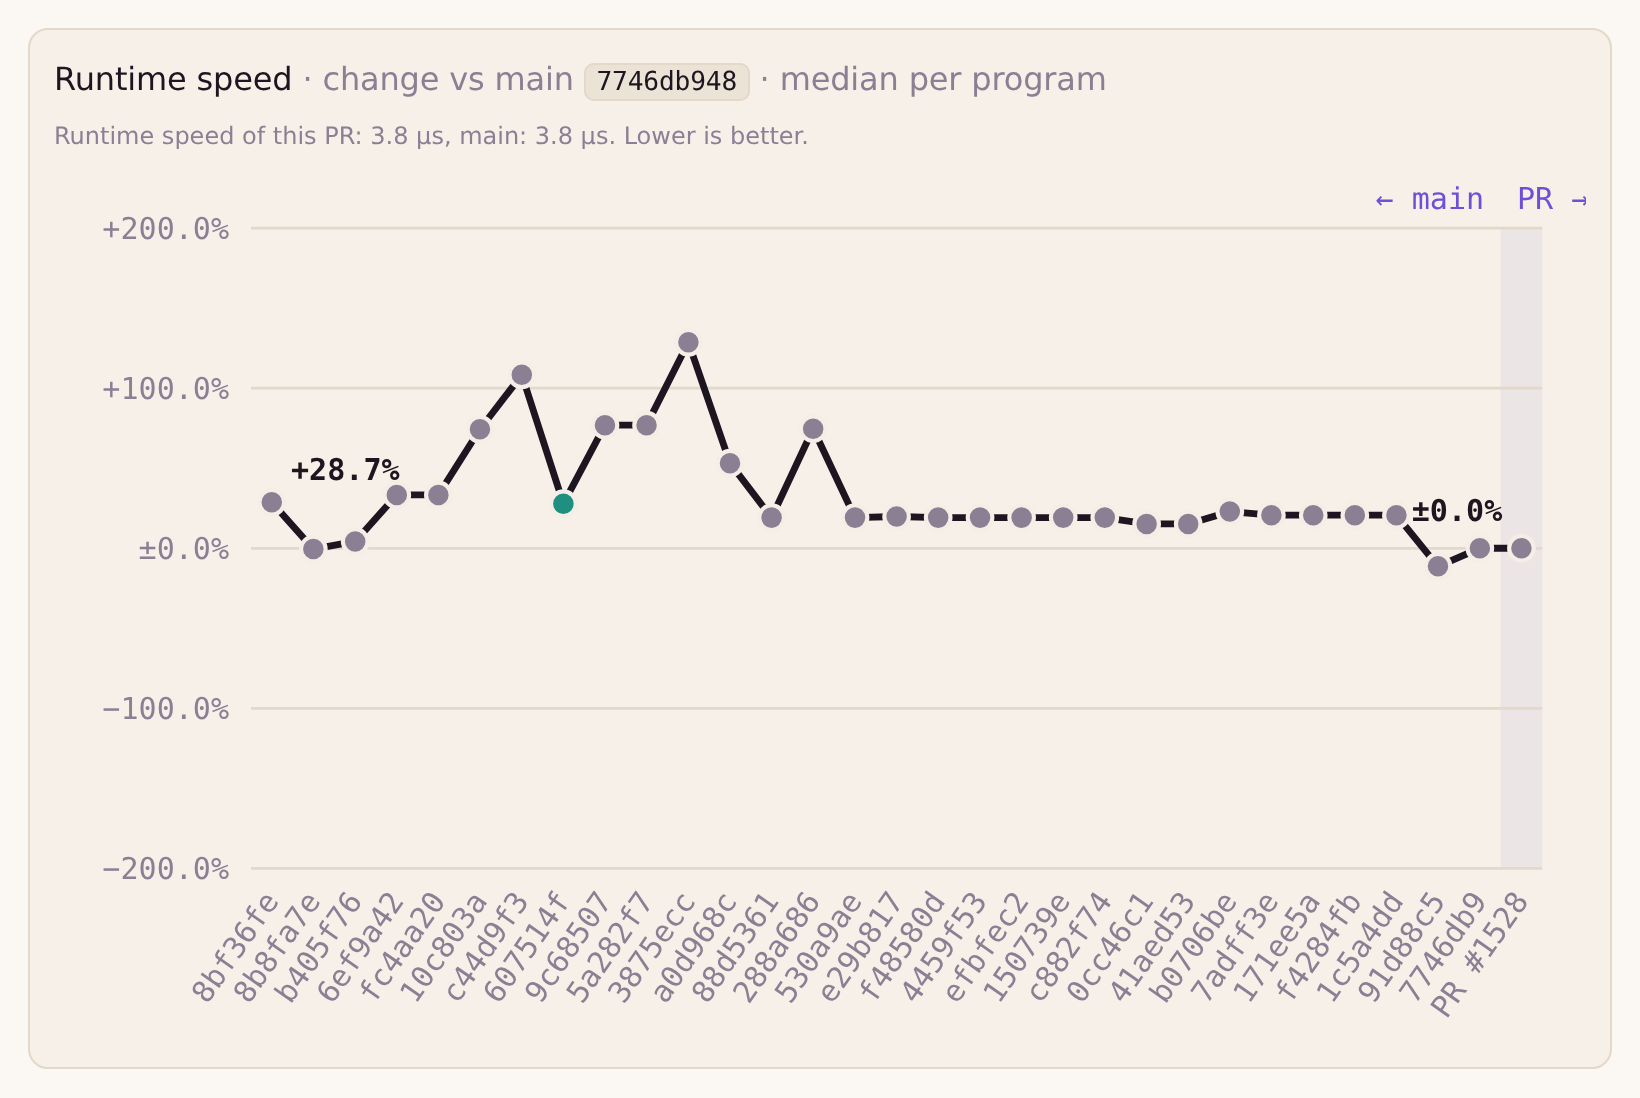 Runtime speed · change vs main 7746db948 · median per program
Runtime speed of this PR: 3.8 µs, main: 3.8 µs. Lower is better.
← main PR →
+200.0%
+100.0%
±0.0%
−100.0%
−200.0%
+28.7%
±0.0%
8bf36fe
8b8fa7e
b405f76
6ef9a42
fc4aa20
10c803a
c44d9f3
607514f
9c68507
5a282f7
3875ecc
a0d968c
88d5361
288a686
530a9ae
e29b817
f48580d
4459f53
efbfec2
150739e
c882f74
0cc46c1
41aed53
b0706be
7adff3e
171ee5a
f4284fb
1c5a4dd
91d88c5
7746db9
PR #1528